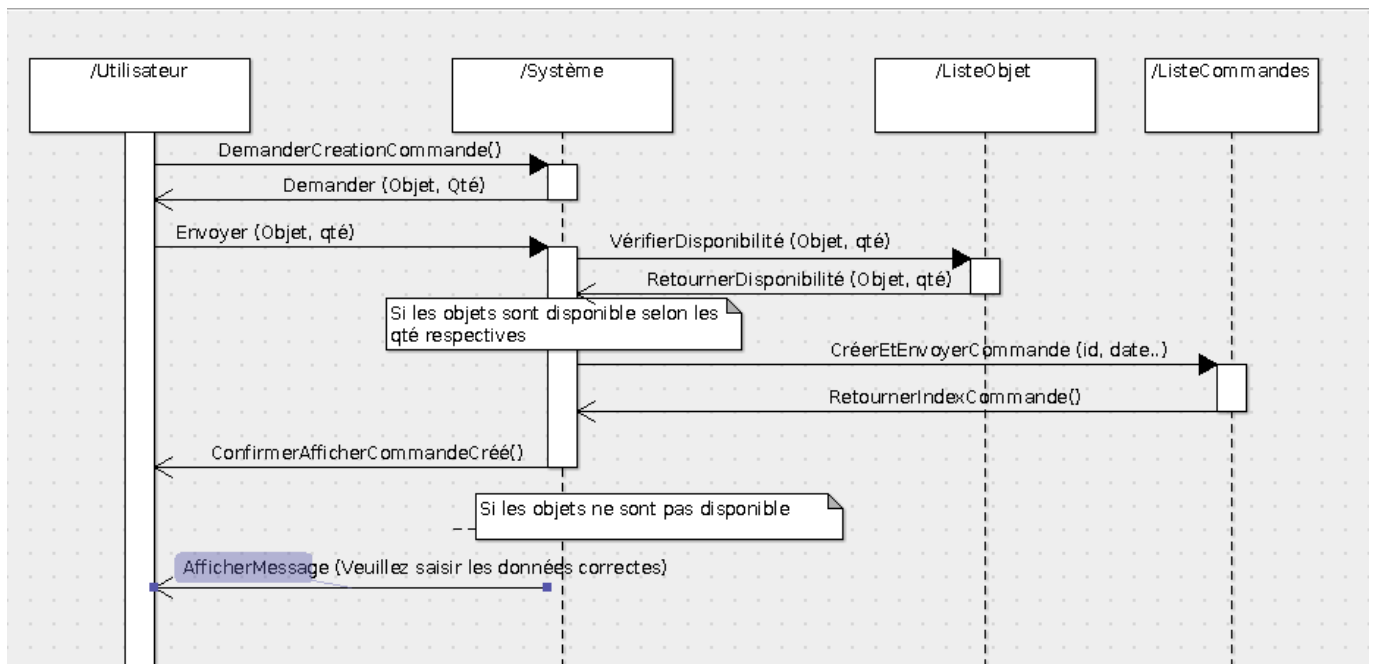 /Utilisateur
/Système
/ListeObjet
/ListeCommandes
DemanderCreationCommande()
Demander (Objet, Qté)
Envoyer (Objet, qté)
VérifierDisponibilité (Objet, qté)
RetournerDisponibilité (Objet, qté)
Si les objets sont disponible selon les
qté respectives
CréerEtEnvoyerCommande (id, date..)
RetournerIndexCommande()
ConfirmerAfficherCommandeCréé()
Si les objets ne sont pas disponible
AfficherMessage (Veuillez saisir les données correctes)